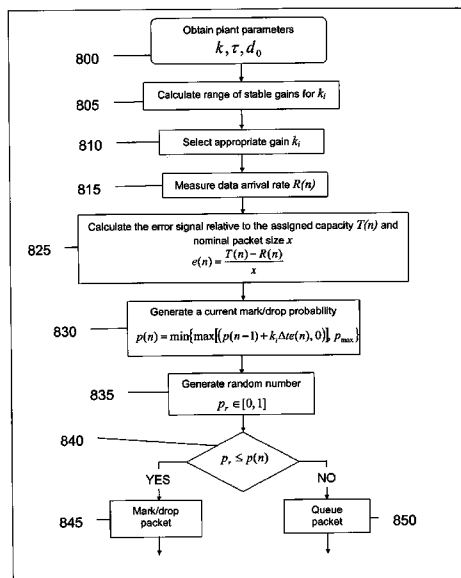 Obtain plant parameters
k, τ, d₀
800
Calculate range of stable gains for kᵢ
805
Select appropriate gain kᵢ
810
Measure data arrival rate R(n)
815
Calculate the error signal relative to the assigned capacity T(n) and
nominal packet size x
825
e(n) = (T(n) − R(n)) / x
Generate a current mark/drop probability
830
p(n) = min{max[(p(n−1) + kᵢΔte(n), 0)], pₘₐₓ}
Generate random number
835
pᵣ ∈ [0, 1]
840
pᵣ ≤ p(n)
YES
NO
845
Mark/drop
packet
Queue
packet
850